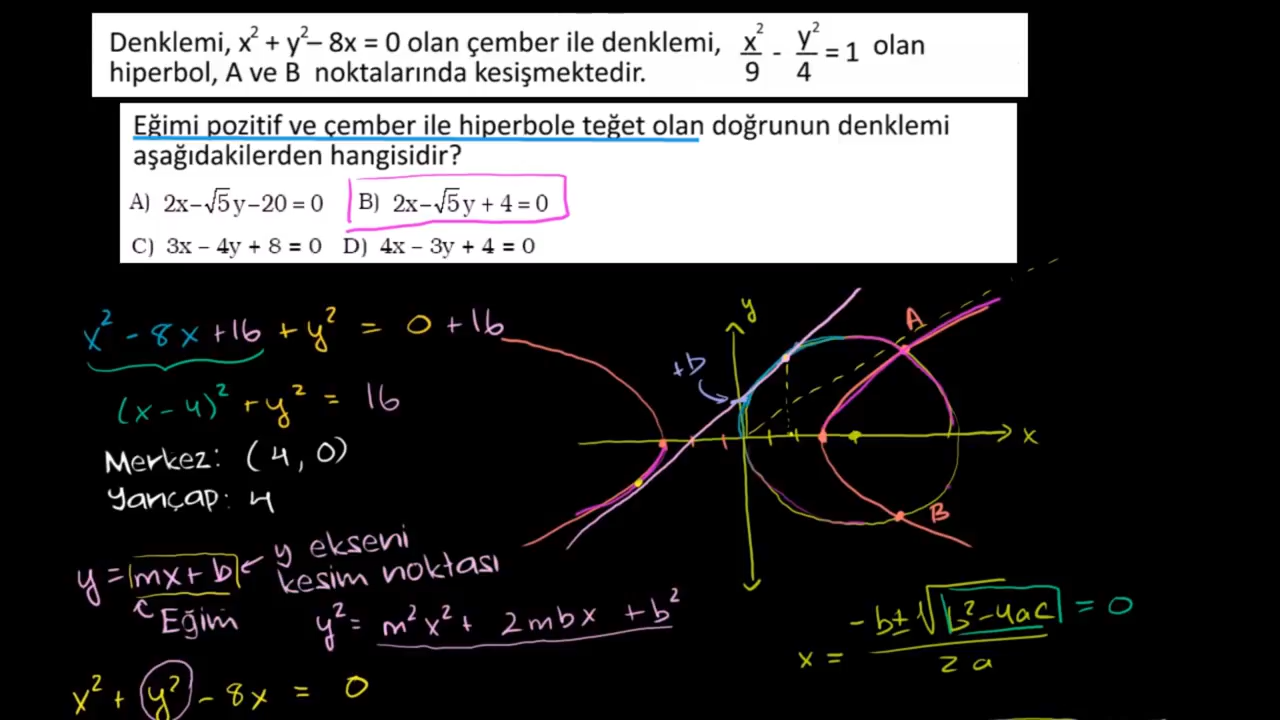 Denklemi, x² + y² – 8x = 0 olan çember ile denklemi, x²/9 - y²/4 = 1 olan
hiperbol, A ve B noktalarında kesişmektedir.
Eğimi pozitif ve çember ile hiperbole teğet olan doğrunun denklemi
aşağıdakilerden hangisidir?
A) 2x–√5y–20 = 0 B) 2x–√5y + 4 = 0
C) 3x – 4y + 8 = 0 D) 4x – 3y + 4 = 0
x² - 8x + 16 + y² = 0 + 16
(x - 4)² + y² = 16
Merkez: (4, 0)
Yarıçap: 4
y
A
+b
x
B
y = mx + b ← y ekseni
kesim noktası
Eğim
y² = m²x² + 2mbx + b²
x = (-b ± √(b² - 4ac)) / 2a = 0
x² + y² - 8x = 0